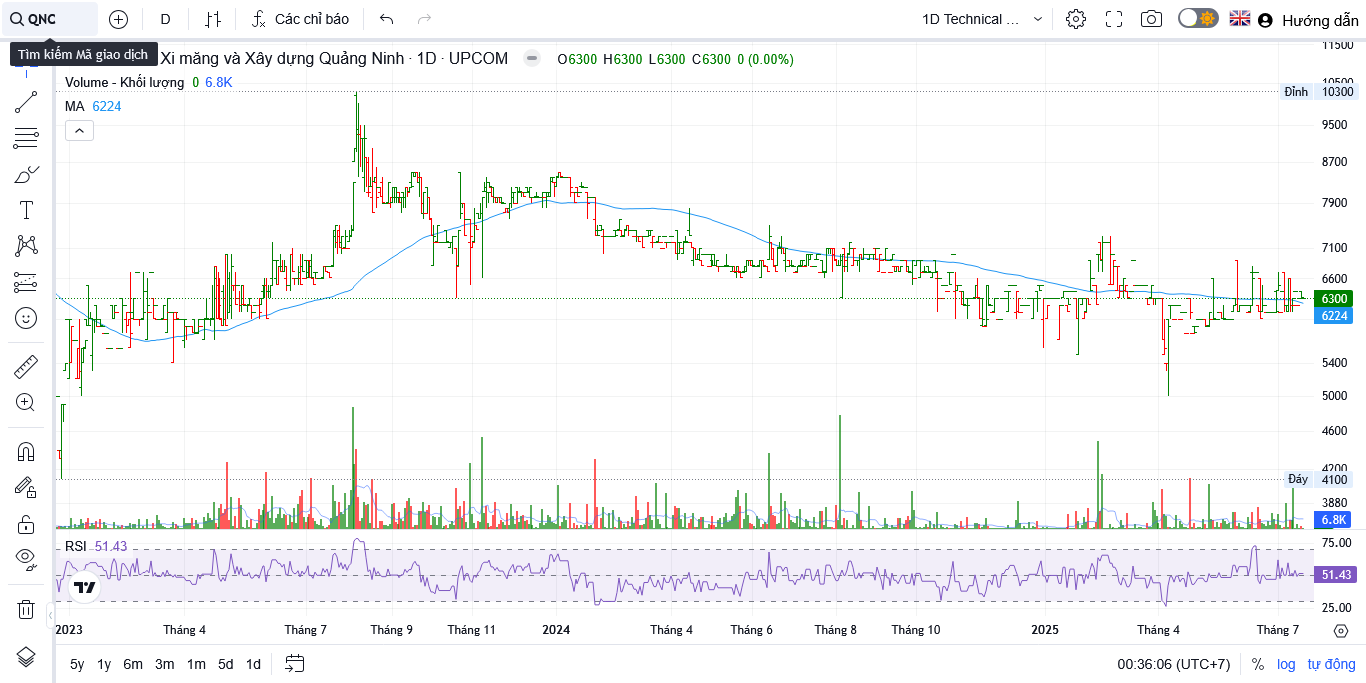 QNC
D
Các chỉ báo
1D Technical ...
Hướng dẫn
Tìm kiếm Mã giao dịch
Xi măng và Xây dựng Quảng Ninh · 1D · UPCOM
O6300 H6300 L6300 C6300 0 (0.00%)
Volume - Khối lượng 0 6.8K
MA 6224
11500
10500
Đỉnh 10300
9500
8700
7900
7100
6600
6300
6224
5400
5000
4600
4200
Đáy 4100
3880
6.8K
RSI 51.43
75.00
51.43
25.00
2023 Tháng 4 Tháng 7 Tháng 9 Tháng 11 2024 Tháng 4 Tháng 6 Tháng 8 Tháng 10 2025 Tháng 4 Tháng 7
5y 1y 6m 3m 1m 5d 1d
00:36:06 (UTC+7) % log tự động